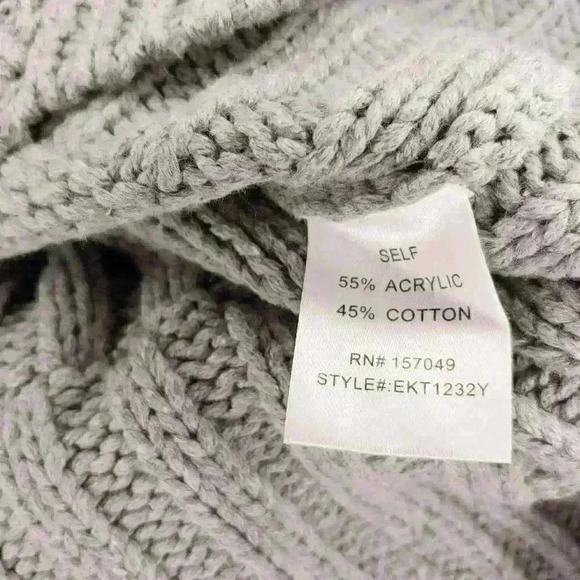 SELF
55% ACRYLIC
45% COTTON
RN# 157049
STYLE#:EKT1232Y